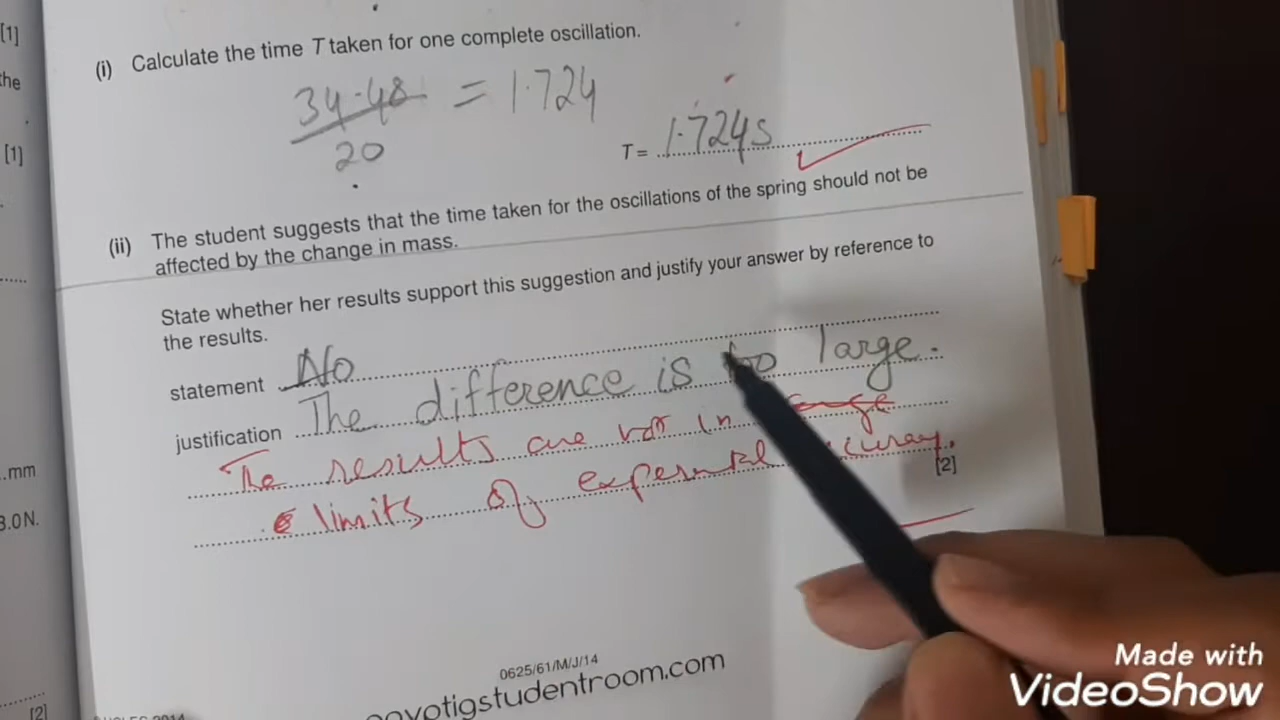 [1]
the
[1]
(i) Calculate the time T taken for one complete oscillation.
34.48
20
= 1.724
T = 1.724s
(ii) The student suggests that the time taken for the oscillations of the spring should not be
affected by the change in mass.
State whether her results support this suggestion and justify your answer by reference to
the results.
statement No
justification The difference is too large.
The results are not in range
limits of
[2]
...mm
3.0N.
[2]
0625/61/M/J/14
Made with
VideoShow